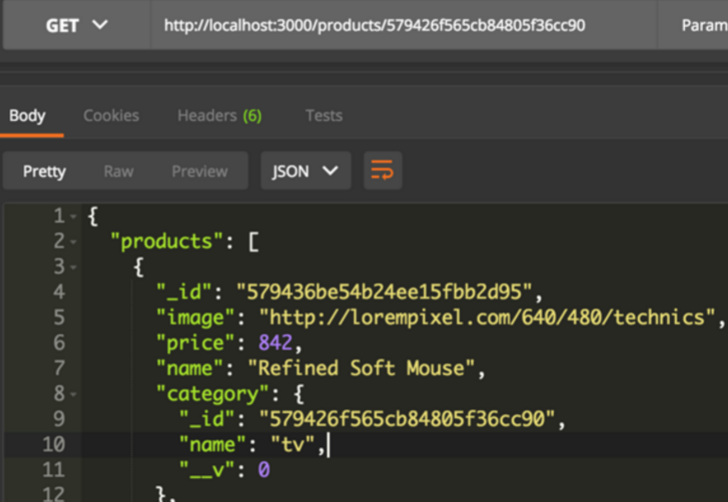 GET http://localhost:3000/products/579426f565cb84805f36cc90 Param
Body Cookies Headers (6) Tests
Pretty Raw Preview JSON
1 {
2 "products": [
3 {
4 "_id": "579436be54b24ee15fbb2d95",
5 "image": "http://lorempixel.com/640/480/technics",
6 "price": 842,
7 "name": "Refined Soft Mouse",
8 "category": {
9 "_id": "579426f565cb84805f36cc90",
10 "name": "tv",
11 "__v": 0
12 },